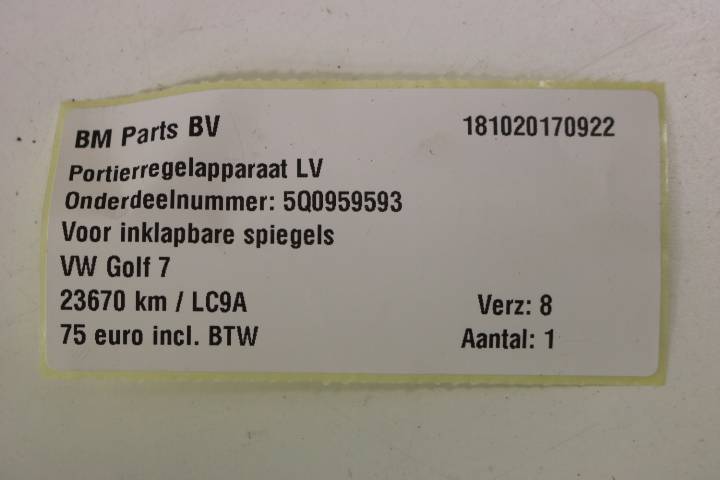 BM Parts BV 181020170922
Portierregelapparaat LV
Onderdeelnummer: 5Q0959593
Voor inklapbare spiegels
VW Golf 7
23670 km / LC9A Verz: 8
75 euro incl. BTW Aantal: 1